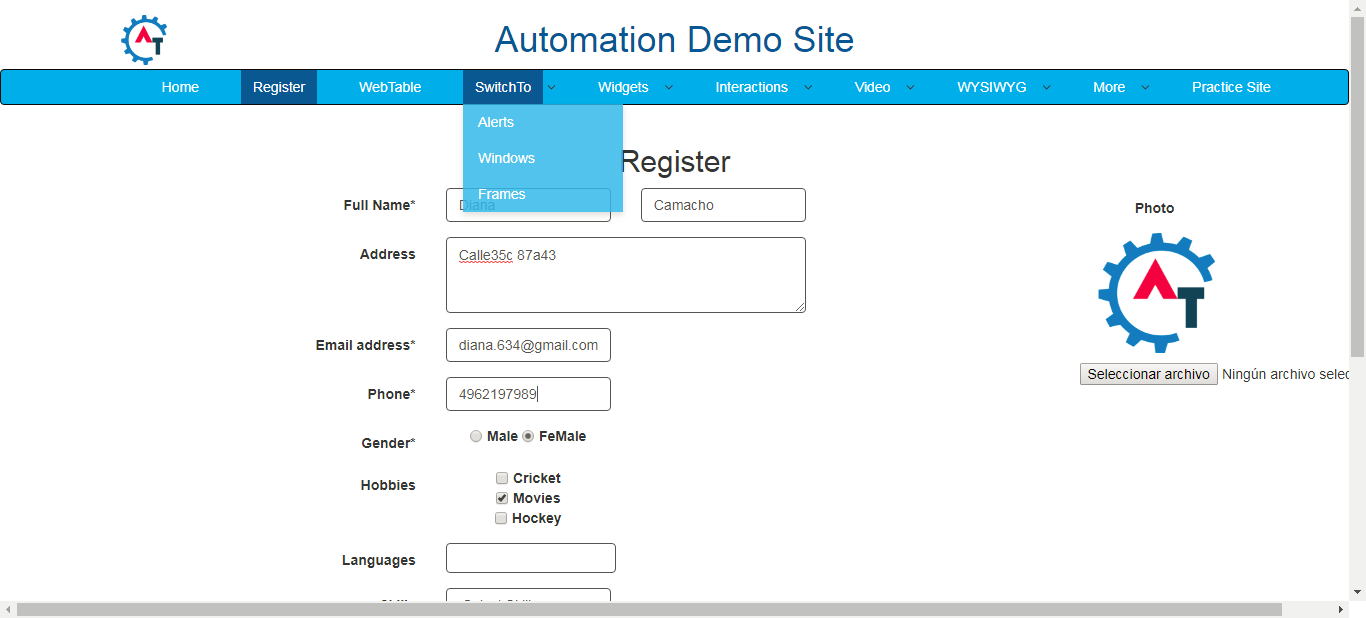 Automation Demo Site
Home Register WebTable SwitchTo Widgets Interactions Video WYSIWYG More Practice Site
Alerts
Windows
Frames
Register
Full Name* Diana Camacho
Photo
Address Calle35c 87a43
AT
Email address* diana.634@gmail.com
Seleccionar archivo Ningún archivo selec
Phone* 4962197989
Gender* Male FeMale
Hobbies Cricket
Movies
Hockey
Languages